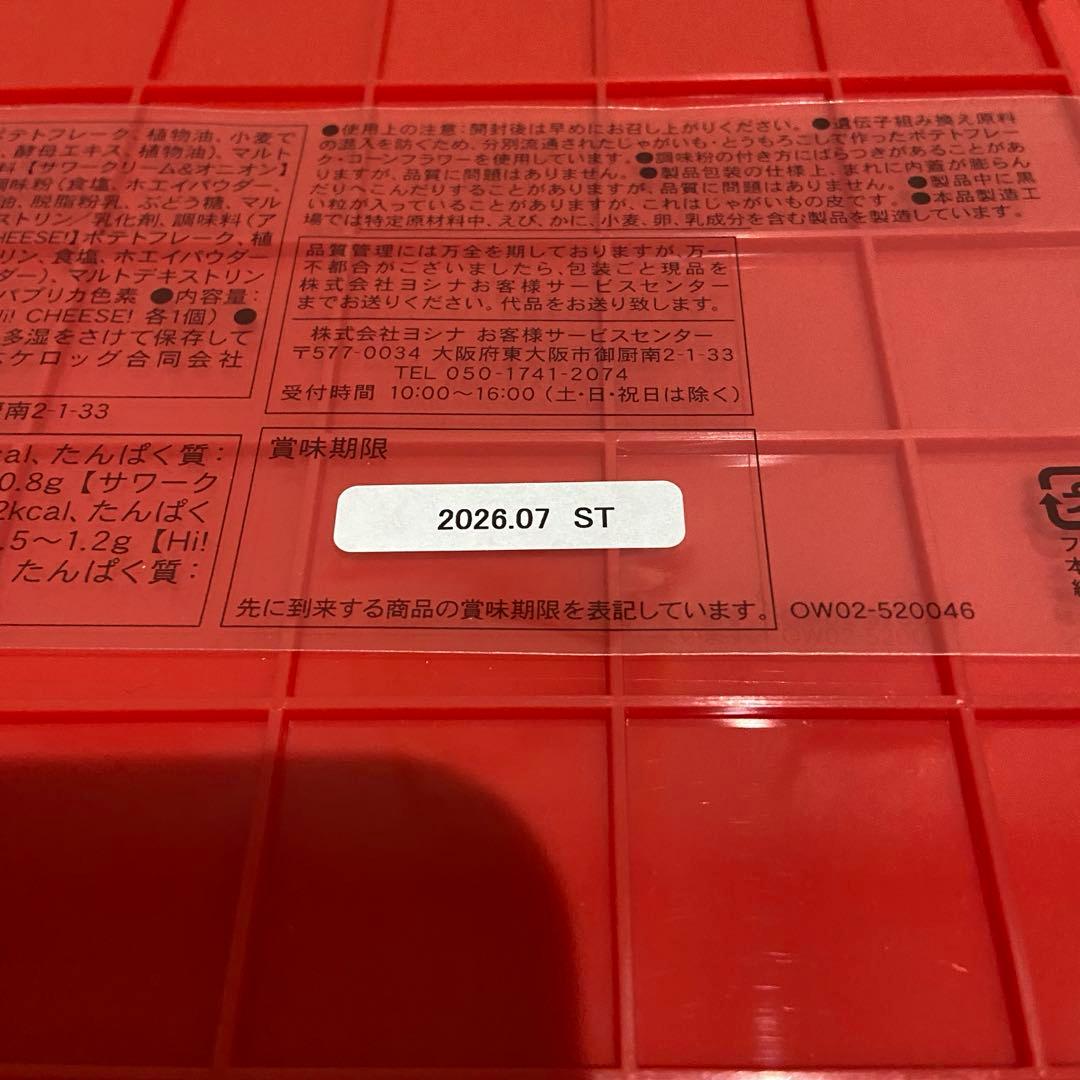 ポテトフレーク、植物油、小麦で
、酵母エキス、植物油)、マルト
料【サワークリーム&オニオン】
調味粉(食塩、ホエイパウダー、
油、脱脂粉乳、ぶどう糖、マル
ストリン/乳化剤、調味料(ア
CHEESE!】ポテトフレーク、植
リン、食塩、ホエイパウダー
ダー)、マルトデキストリン
パプリカ色素 ●内容量:
Hi! CHEESE! 各1個) ●
多湿をさけて保存して
ケロッグ合同会社
南2-1-33
●使用上の注意:開封後は早めにお召し上がりください。●遺伝子組み換え原料
の混入を防ぐため、分別流通されたじゃがいも・とうもろこしで作ったポテトフレー
ク・コーンフラワーを使用しています。●調味粉の付き方にばらつきがあることがあ
りますが、品質に問題はありません。●製品包装の仕様上、まれに内蓋が膨らん
だりへこんだりすることがありますが、品質に問題はありません。●製品中に黒
い粒が入っていることがありますが、これはじゃがいもの皮です。●本品製造工
場では特定原材料中、えび、かに、小麦、卵、乳成分を含む製品を製造しています。
品質管理には万全を期しておりますが、万一
不都合がございましたら、包装ごと現品を
株式会社ヨシナお客様サービスセンター
までお送りください。代品をお送り致します。
株式会社ヨシナ お客様サービスセンター
〒577-0034 大阪府東大阪市御厨南2-1-33
TEL 050-1741-2074
受付時間 10:00〜16:00 (土・日・祝日は除く)
cal、たんぱく質:
0.8g【サワーク
2kcal、たんぱく
.5〜1.2g【Hi!
たんぱく質:
賞味期限
2026.07 ST
先に到来する商品の賞味期限を表記しています。
OW02-520046